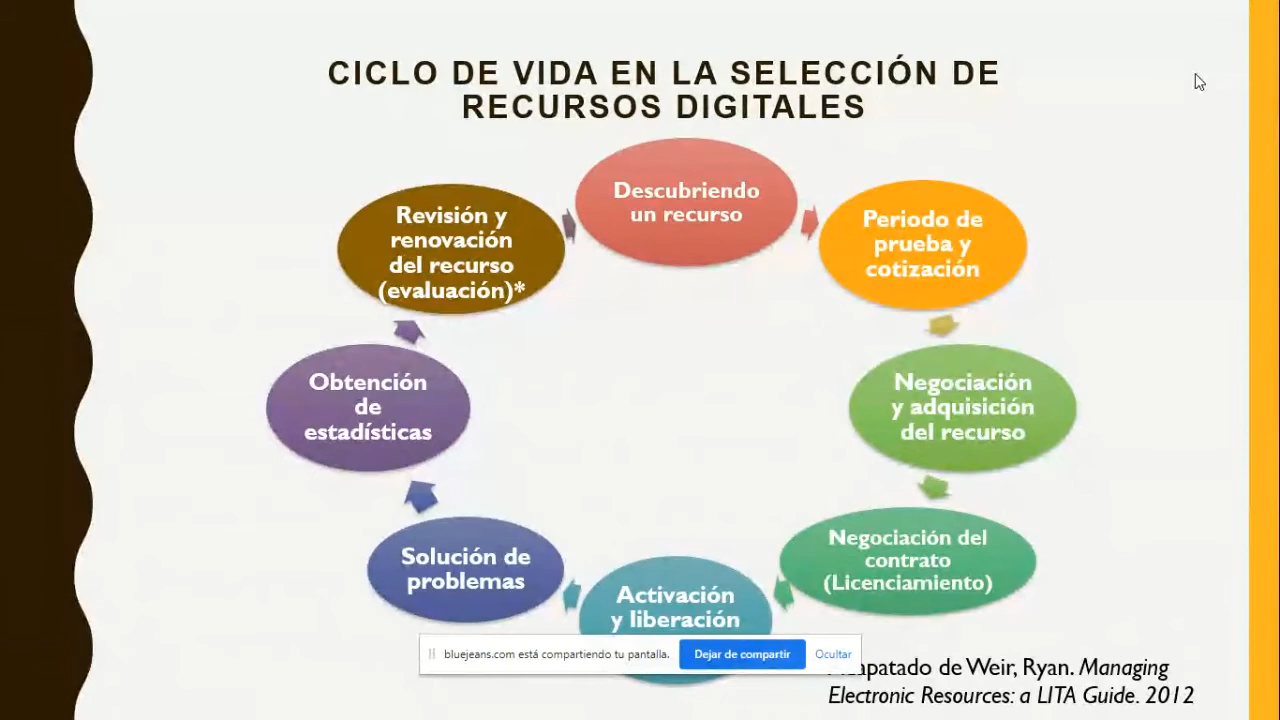 CICLO DE VIDA EN LA SELECCIÓN DE
RECURSOS DIGITALES
Descubriendo
un recurso
Periodo de
prueba y
cotización
Negociación
y adquisición
del recurso
Negociación del
contrato
(Licenciamiento)
Activación
y liberación
Solución de
problemas
Obtención
de
estadísticas
Revisión y
renovación
del recurso
(evaluación)*
bluejeans.com está compartiendo tu pantalla.
Dejar de compartir
Ocultar
de Weir, Ryan. Managing
Electronic Resources: a LITA Guide. 2012